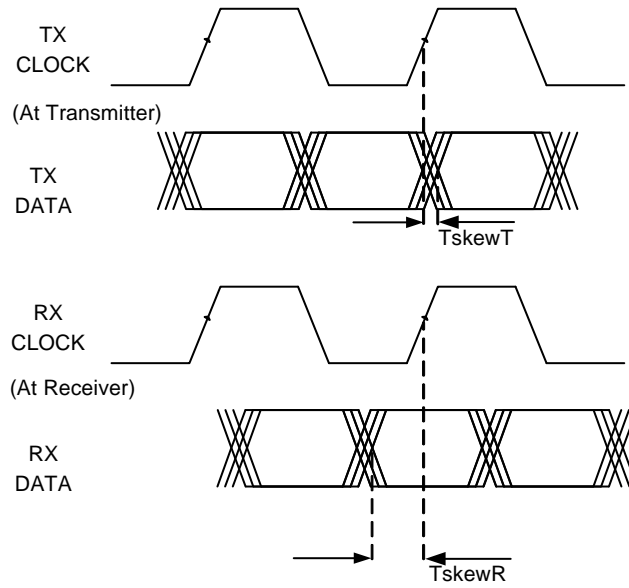 TX
CLOCK
(At Transmitter)
TX
DATA
TskewT
RX
CLOCK
(At Receiver)
RX
DATA
TskewR